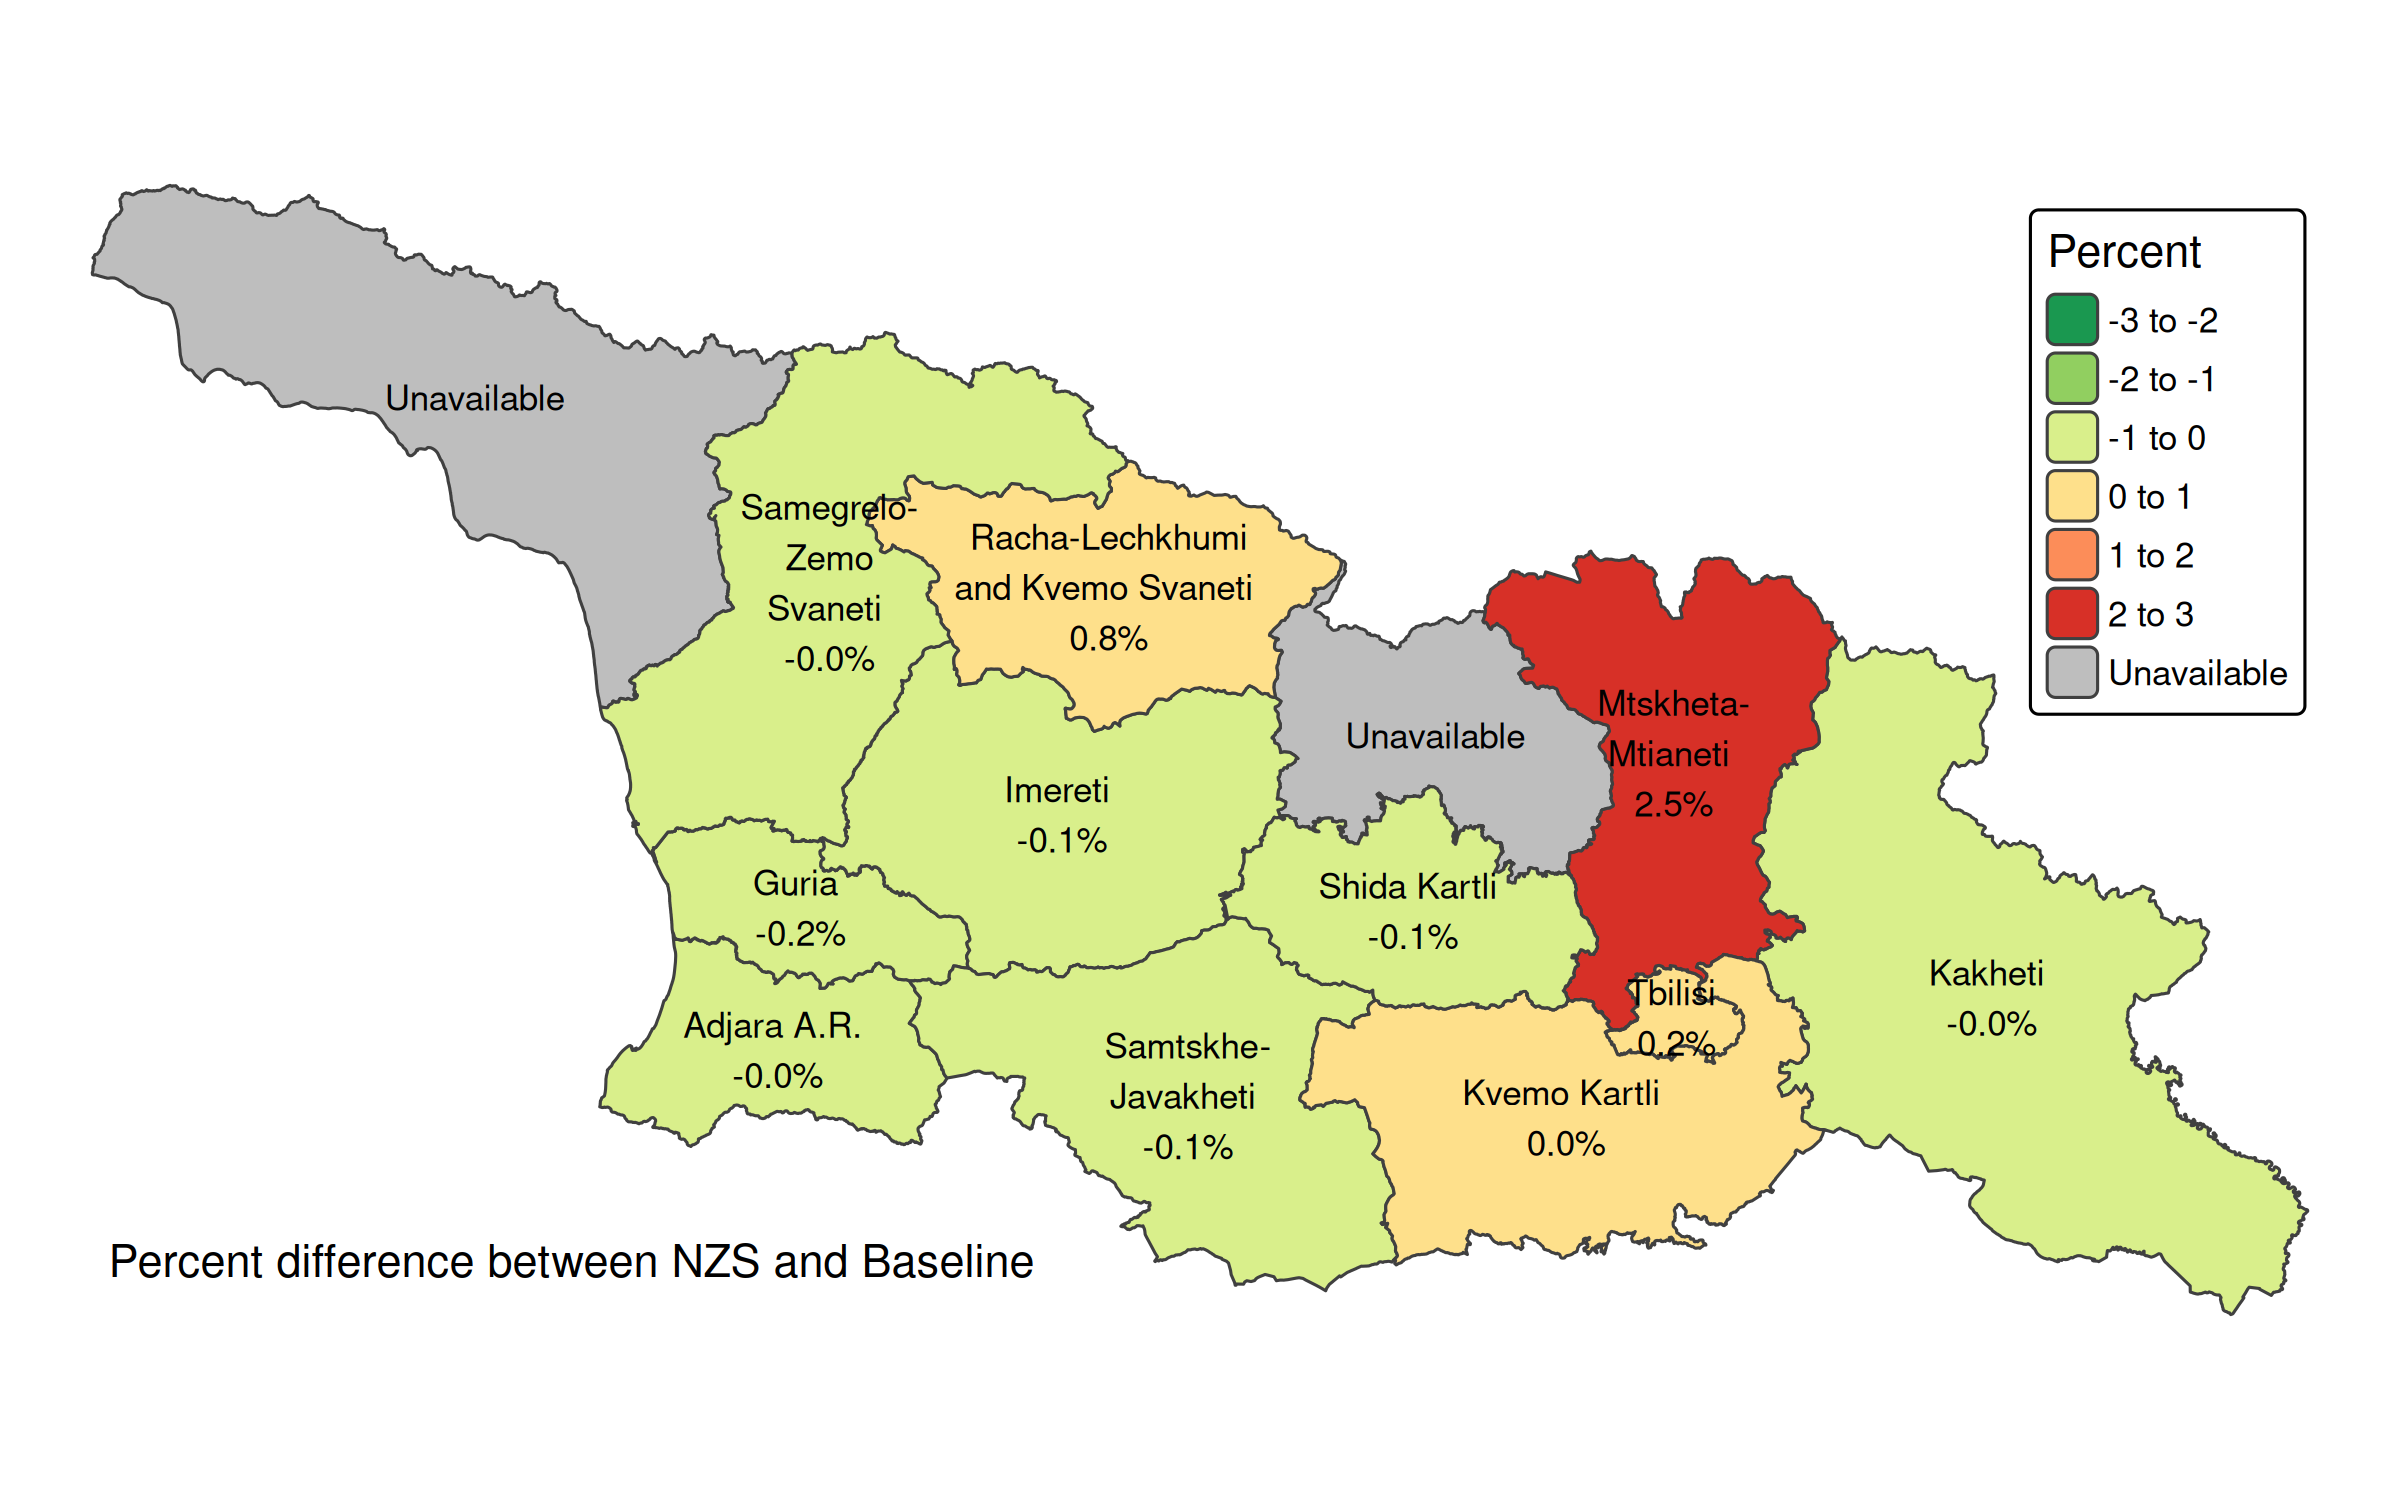 Unavailable
Samegrelo-
Zemo
Svaneti
-0.0%
Racha-Lechkhumi
and Kvemo Svaneti
0.8%
Unavailable
Mtskheta-
Mtianeti
2.5%
Imereti
-0.1%
Guria
-0.2%
Shida Kartli
-0.1%
Adjara A.R.
-0.0%
Samtskhe-
Javakheti
-0.1%
Tbilisi
0.2%
Kvemo Kartli
0.0%
Kakheti
-0.0%
Percent
-3 to -2
-2 to -1
-1 to 0
0 to 1
1 to 2
2 to 3
Unavailable
Percent difference between NZS and Baseline